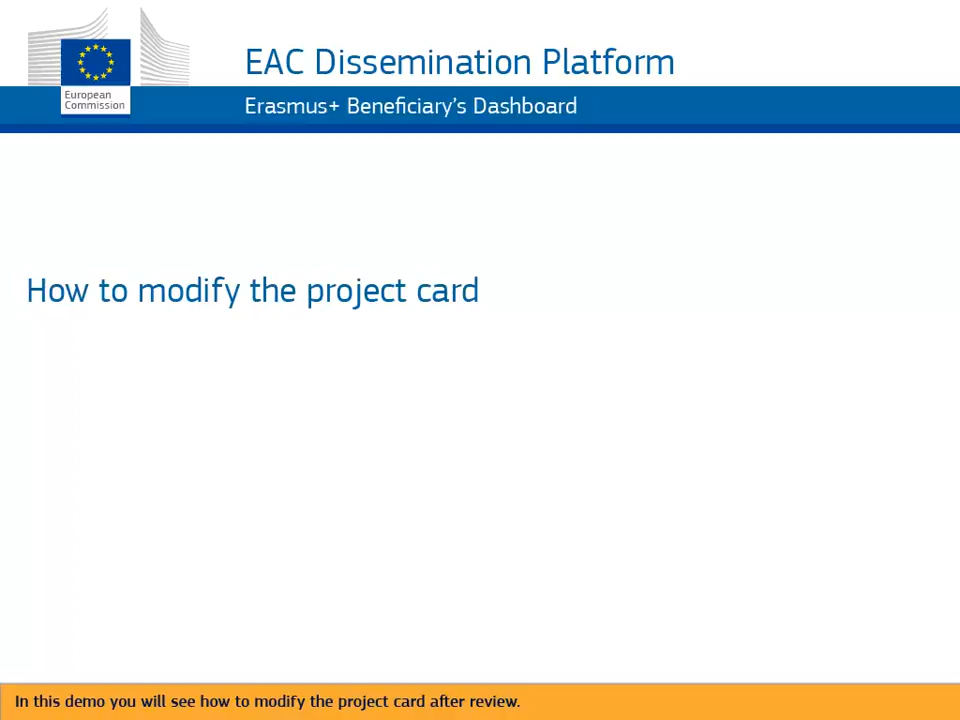 EAC Dissemination Platform
European
Commission
Erasmus+ Beneficiary's Dashboard
How to modify the project card
In this demo you will see how to modify the project card after review.